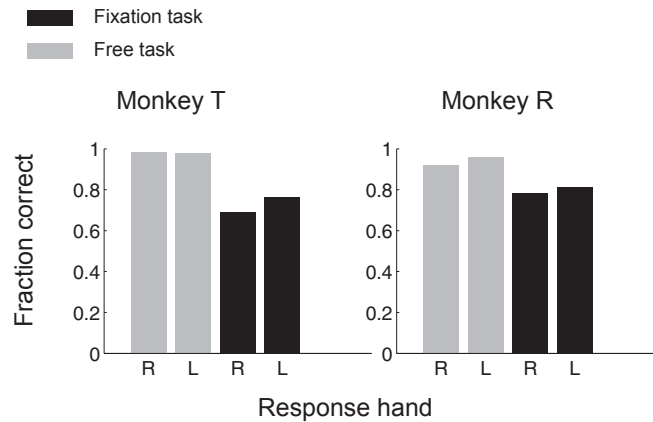 Fixation task
Free task
Monkey T
Monkey R
Fraction correct
1
0.8
0.6
0.4
0.2
0
R L R L
1
0.8
0.6
0.4
0.2
0
R L R L
Response hand